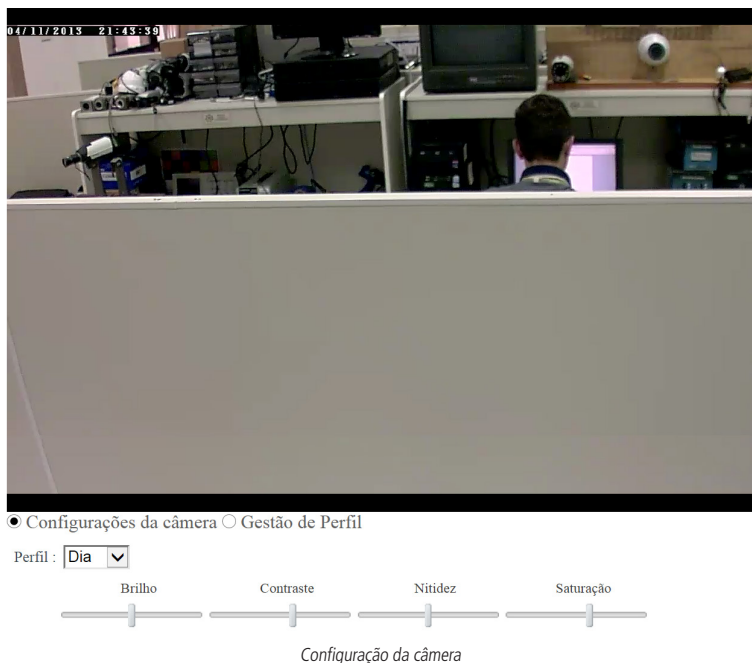 04/11/2013 21:43:39
Configurações da câmera Gestão de Perfil
Perfil : Dia
Brilho Contraste Nitidez Saturação
Configuração da câmera